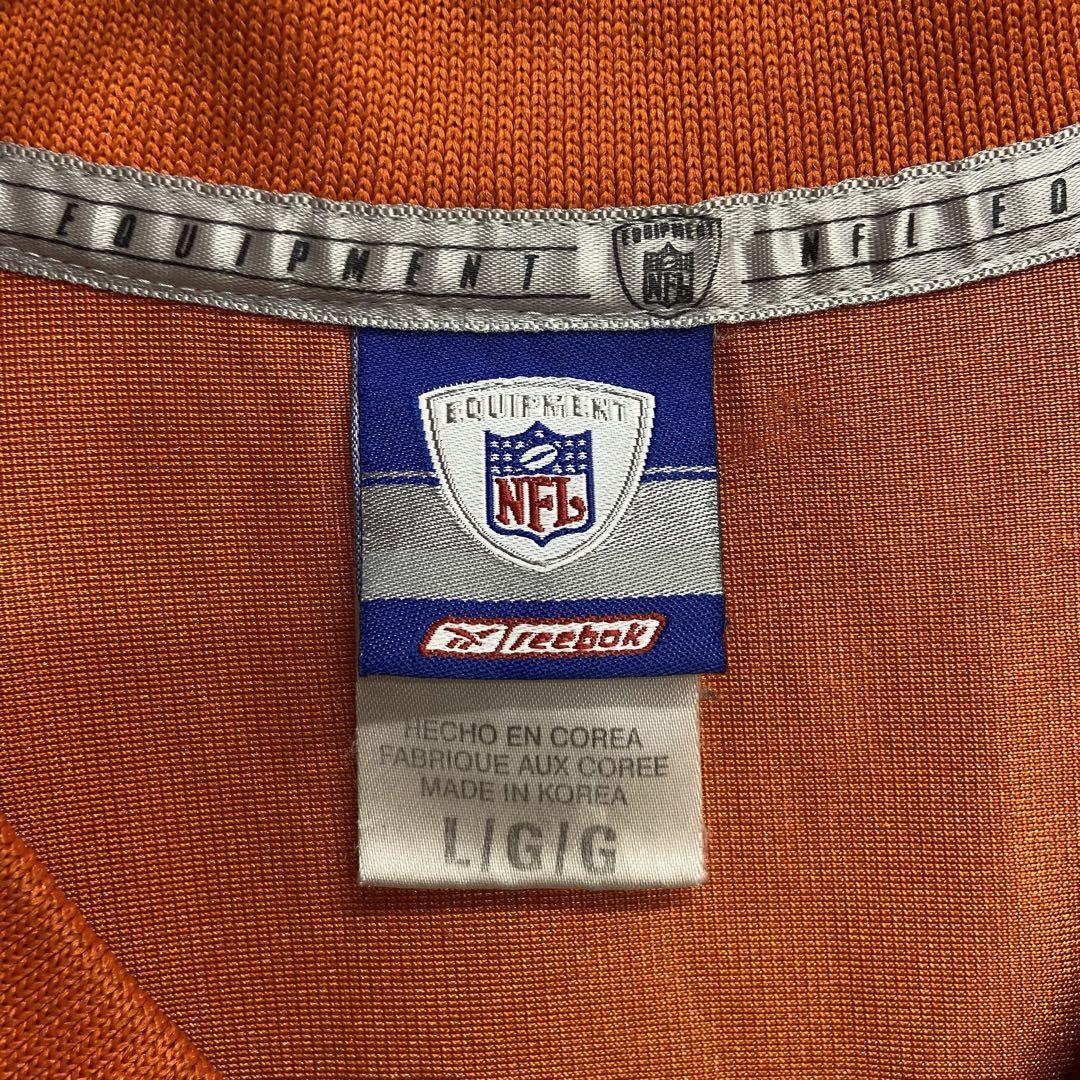 EQUIPMENT
EQUIPMENT
NFL
NFL EQ
EQUIPMENT
NFL
Reebok
HECHO EN COREA
FABRIQUE AUX COREE
MADE IN KOREA
L/G/G